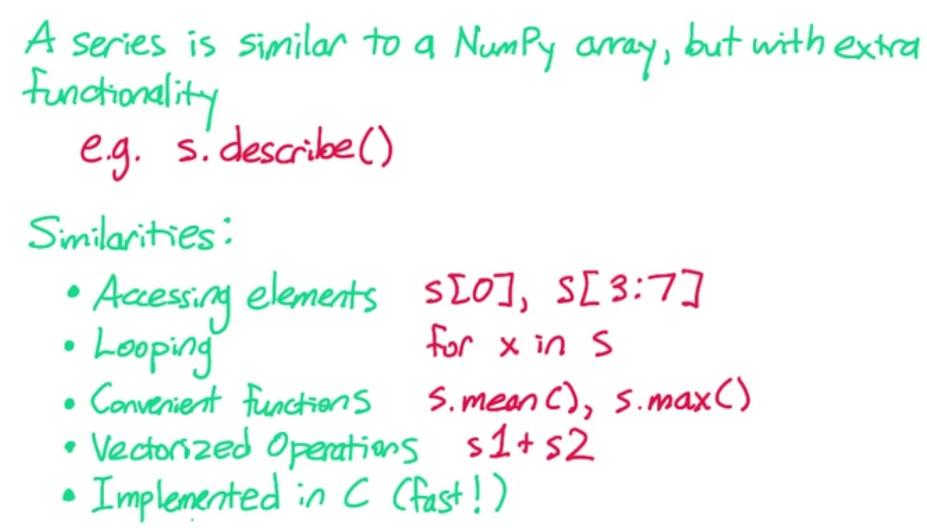 A series is similar to a NumPy array, but with extra
functionality
e.g. s.describe()
Similarities:
• Accessing elements s[0], s[3:7]
• Looping for x in s
• Convenient functions s.mean(), s.max()
• Vectorized Operations s1+s2
• Implemented in C (fast!)